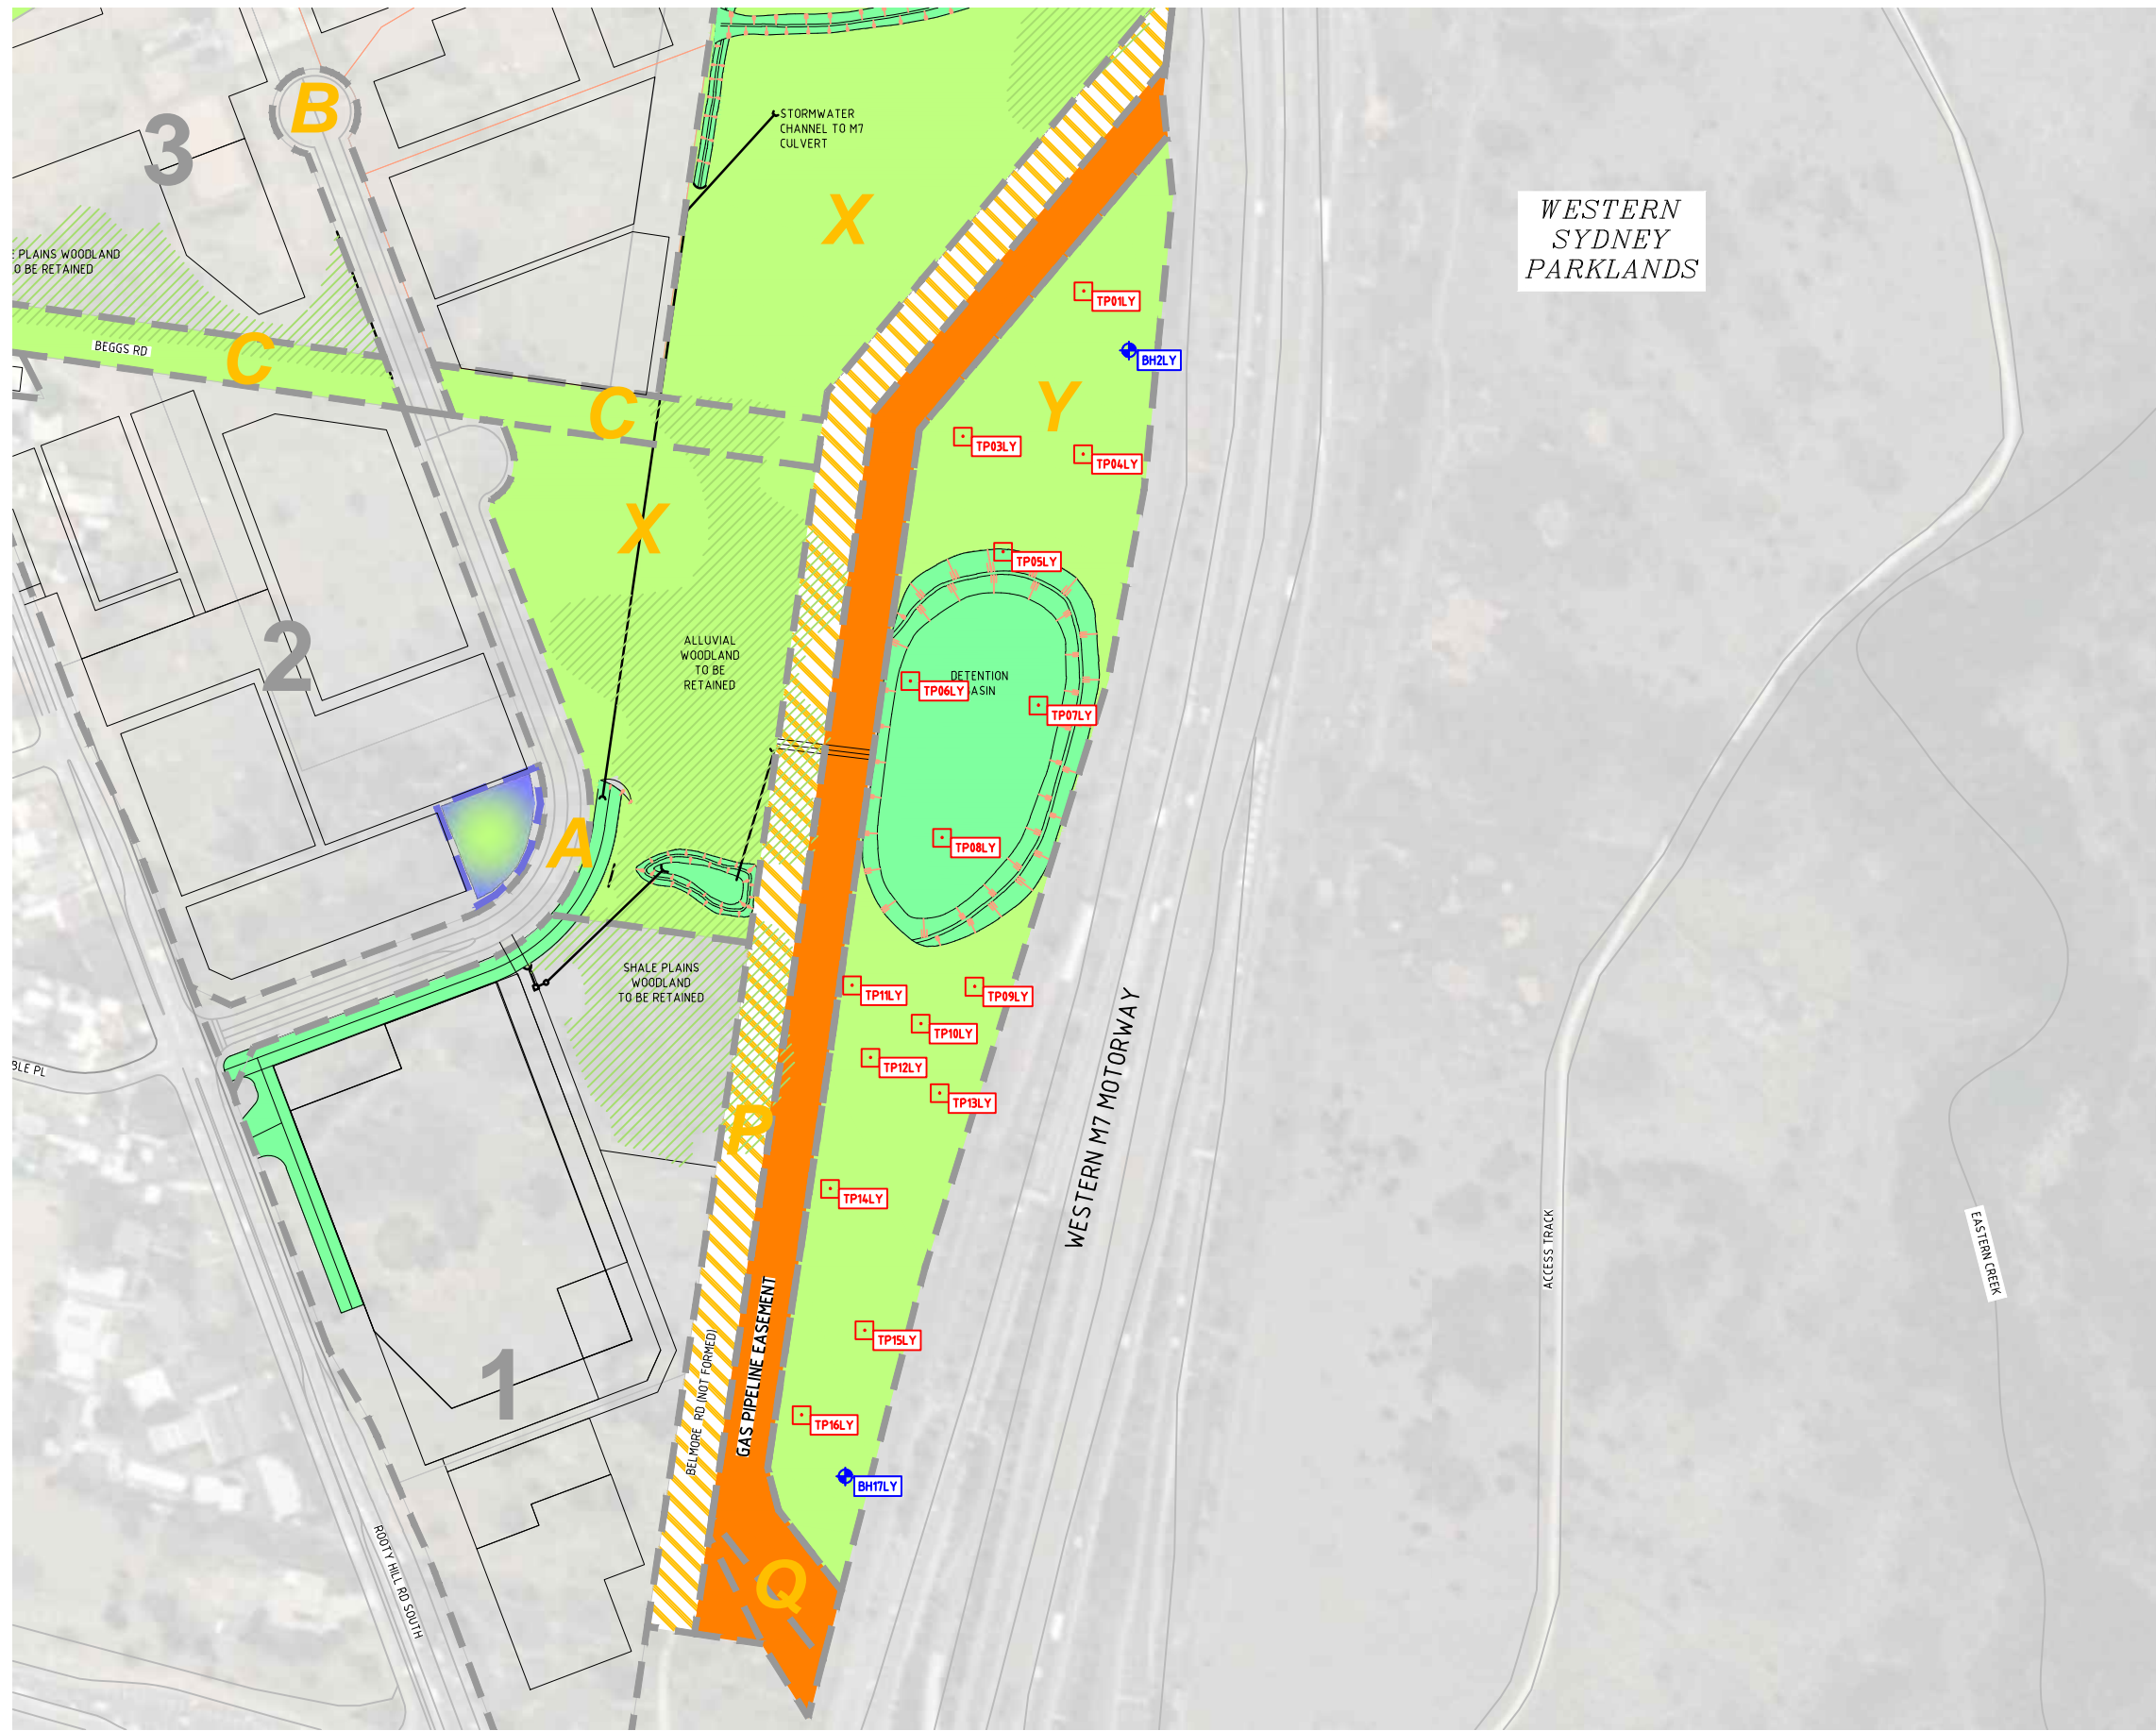 B
3
STORMWATER
CHANNEL TO M7
CULVERT
X
WESTERN
SYDNEY
PARKLANDS
E PLAINS WOODLAND
O BE RETAINED
TP01LY
BEGGS RD
C
BH2LY
C
Y
TP03LY
TP04LY
X
TP05LY
2
ALLUVIAL
WOODLAND
TO BE
RETAINED
DETENTION
BASIN
TP06LY
TP07LY
A
TP08LY
SHALE PLAINS
WOODLAND
TO BE RETAINED
TP11LY
TP09LY
TP10LY
BLE PL
TP12LY
TP13LY
P
WESTERN M7 MOTORWAY
TP14LY
ACCESS TRACK
EASTERN CREEK
GAS PIPELINE EASEMENT
BELMORE RD (NOT FORMED)
TP15LY
1
TP16LY
BH17LY
ROOTY HILL RD SOUTH
Q